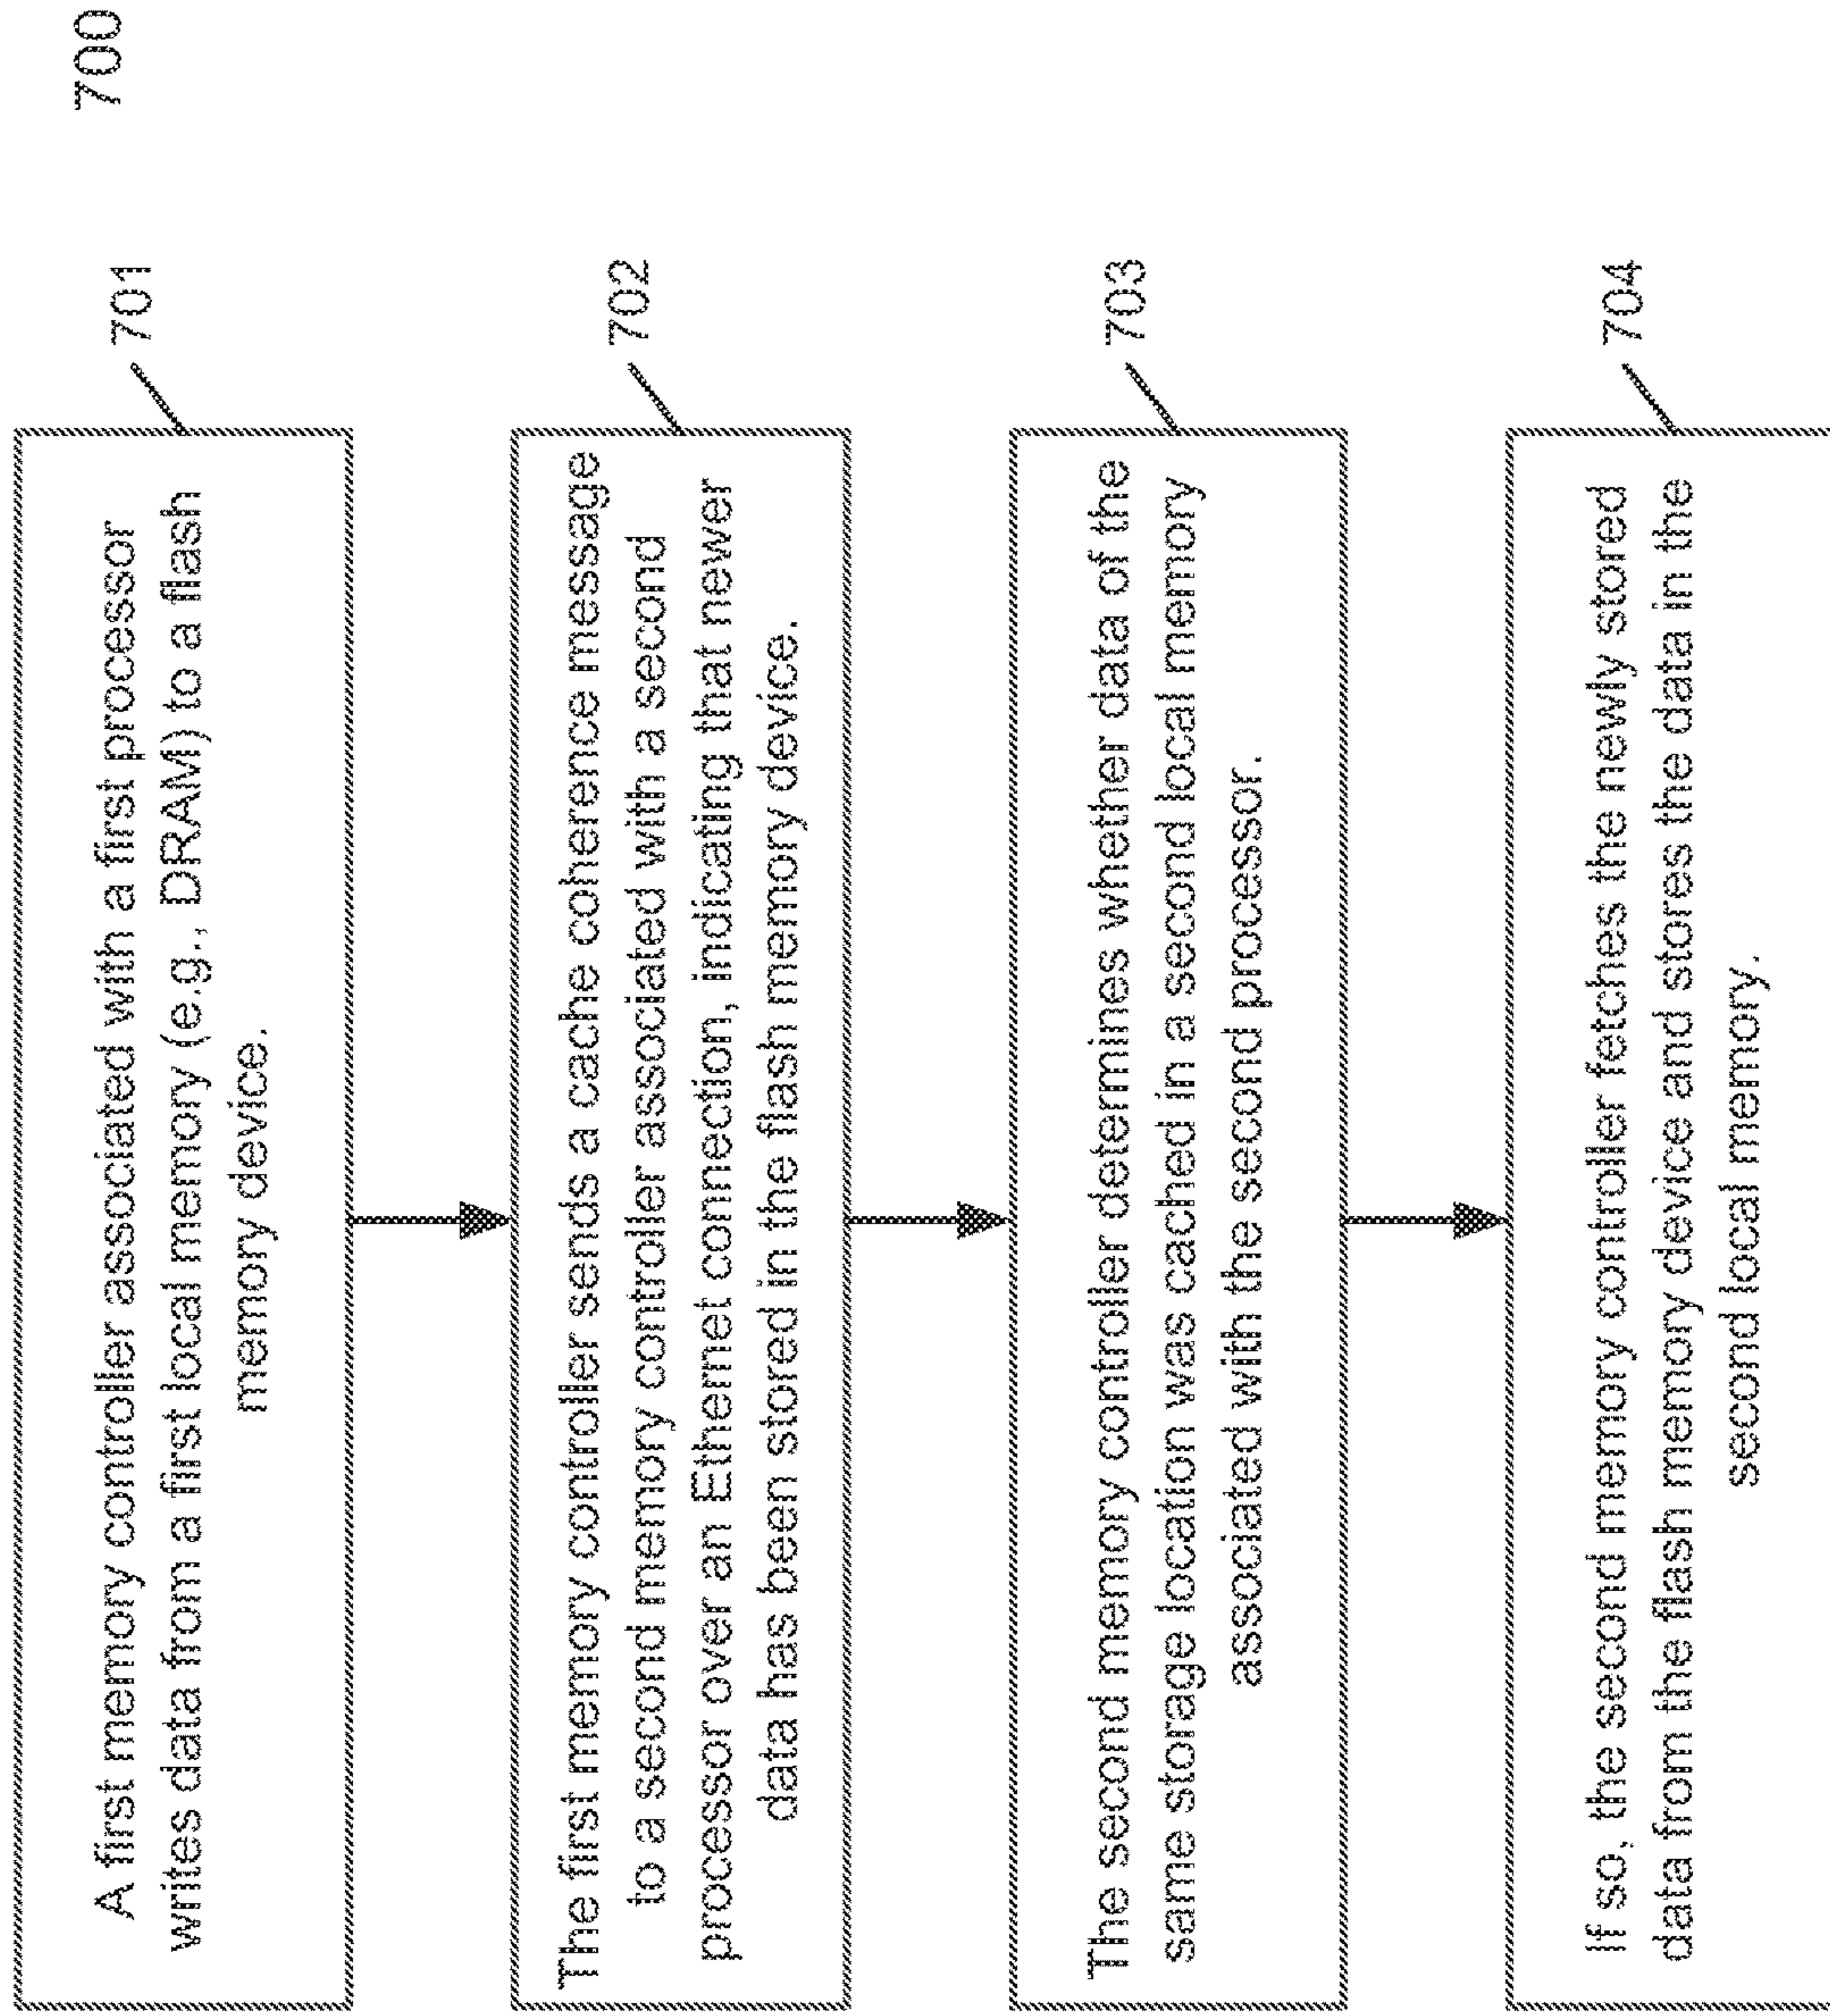 700
701
A first memory controller associated with a first processor
writes data from a first local memory (e.g., DRAM) to a flash
memory device.
702
The first memory controller sends a cache coherence message
to a second memory controller associated with a second
processor over an Ethernet connection, indicating that newer
data has been stored in the flash memory device.
703
The second memory controller determines whether data of the
same storage location was cached in a second local memory
associated with the second processor.
704
If so, the second memory controller fetches the newly stored
data from the flash memory device and stores the data in the
second local memory.